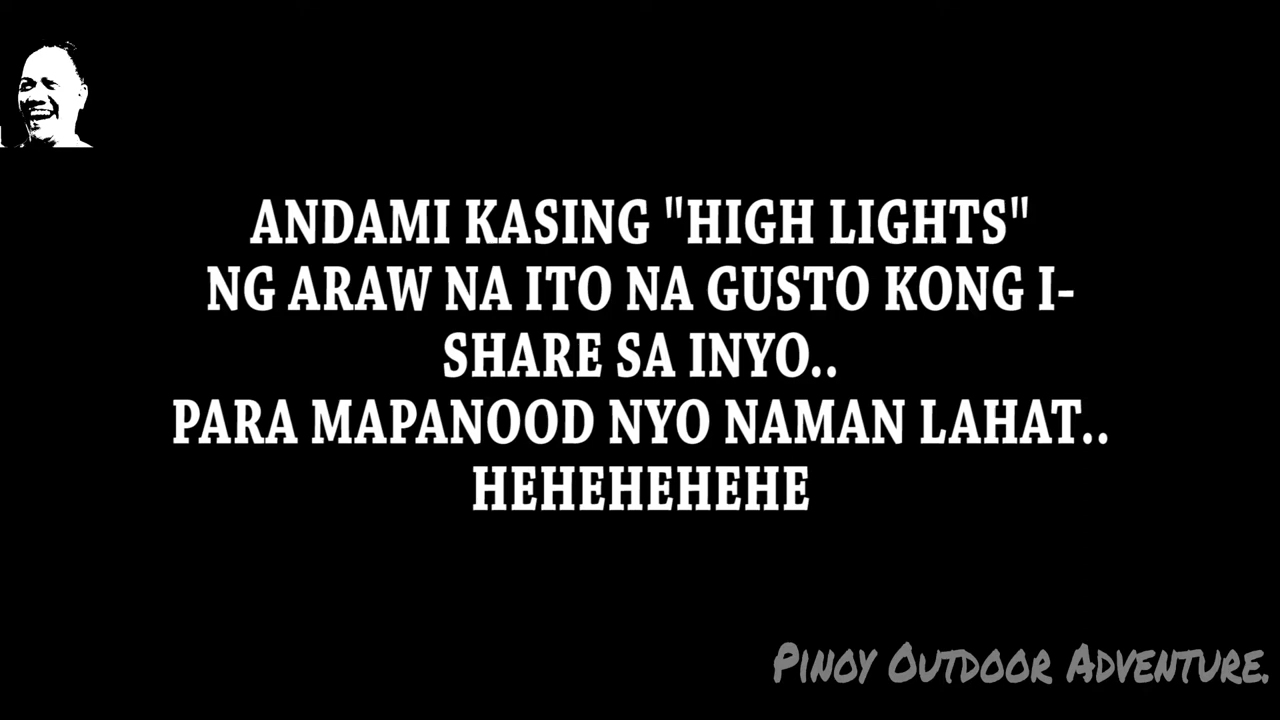 ANDAMI KASING "HIGH LIGHTS"
NG ARAW NA ITO NA GUSTO KONG I-
SHARE SA INYO..
PARA MAPANOOD NYO NAMAN LAHAT..
HEHEHEHEHE
PINOY OUTDOOR ADVENTURE.